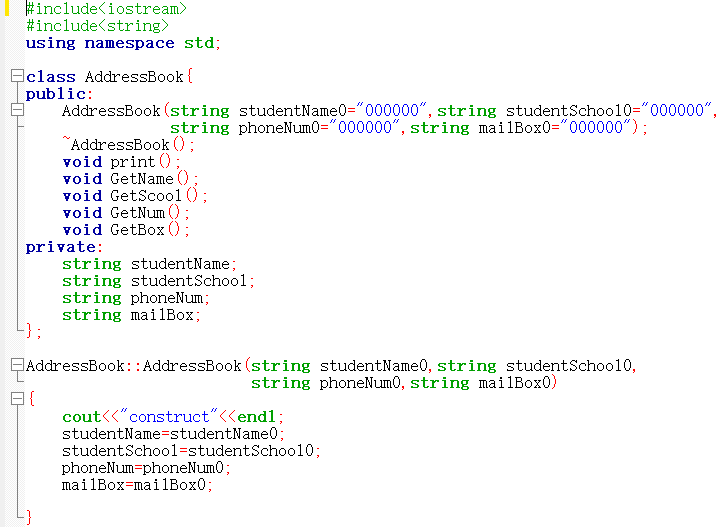 #include<iostream>
#include<string>
using namespace std;
class AddressBook{
public:
AddressBook(string studentName0="000000",string studentSchool0="000000",
string phoneNum0="000000",string mailBox0="000000");
~AddressBook();
void print();
void GetName();
void GetScool();
void GetNum();
void GetBox();
private:
string studentName;
string studentSchool;
string phoneNum;
string mailBox;
};
AddressBook::AddressBook(string studentName0,string studentSchool0,
string phoneNum0,string mailBox0)
{
cout<<"construct"<<endl;
studentName=studentName0;
studentSchool=studentSchool0;
phoneNum=phoneNum0;
mailBox=mailBox0;
}